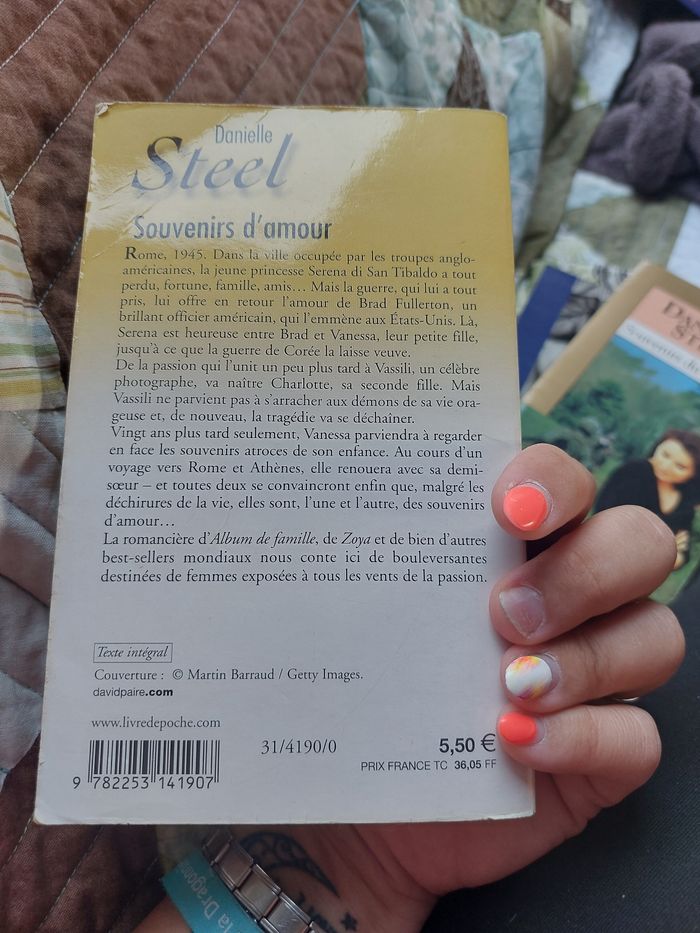 Danielle
Steel
Souvenirs d'amour
Rome, 1945. Dans la ville occupée par les troupes anglo-
américaines, la jeune princesse Serena di San Tibaldo a tout
perdu, fortune, famille, amis... Mais la guerre, qui lui a tout
pris, lui offre en retour l'amour de Brad Fullerton, un
brillant officier américain, qui l'emmène aux États-Unis. Là,
Serena est heureuse entre Brad et Vanessa, leur petite fille,
jusqu'à ce que la guerre de Corée la laisse veuve.
De la passion qui l'unit un peu plus tard à Vassili, un célèbre
photographe, va naître Charlotte, sa seconde fille. Mais
Vassili ne parvient pas à s'arracher aux démons de sa vie ora-
geuse et, de nouveau, la tragédie va se déchaîner.
Vingt ans plus tard seulement, Vanessa parviendra à regarder
en face les souvenirs atroces de son enfance. Au cours d'un
voyage vers Rome et Athènes, elle renouera avec sa demi-
sœur – et toutes deux se convaincront enfin que, malgré les
déchirures de la vie, elles sont, l'une et l'autre, des souvenirs
d'amour...
La romancière d'Album de famille, de Zoya et de bien d'autres
best-sellers mondiaux nous conte ici de bouleversantes
destinées de femmes exposées à tous les vents de la passion.
Texte intégral
Couverture : © Martin Barraud / Getty Images.
davidpaire.com
www.livredepoche.com
31/4190/0
5,50 €
PRIX FRANCE TC 36,05 FF
9 782253 141907
la Dragon